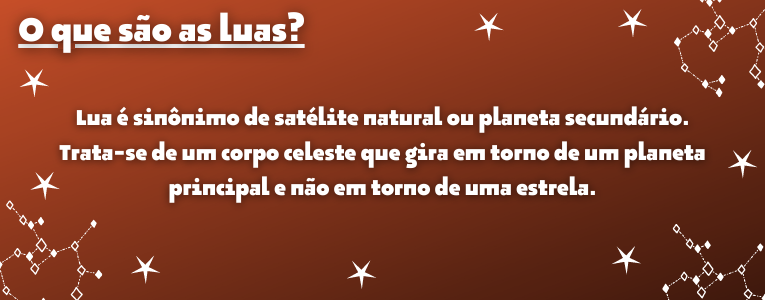 O que são as luas?
Lua é sinônimo de satélite natural ou planeta secundário.
Trata-se de um corpo celeste que gira em torno de um planeta
principal e não em torno de uma estrela.